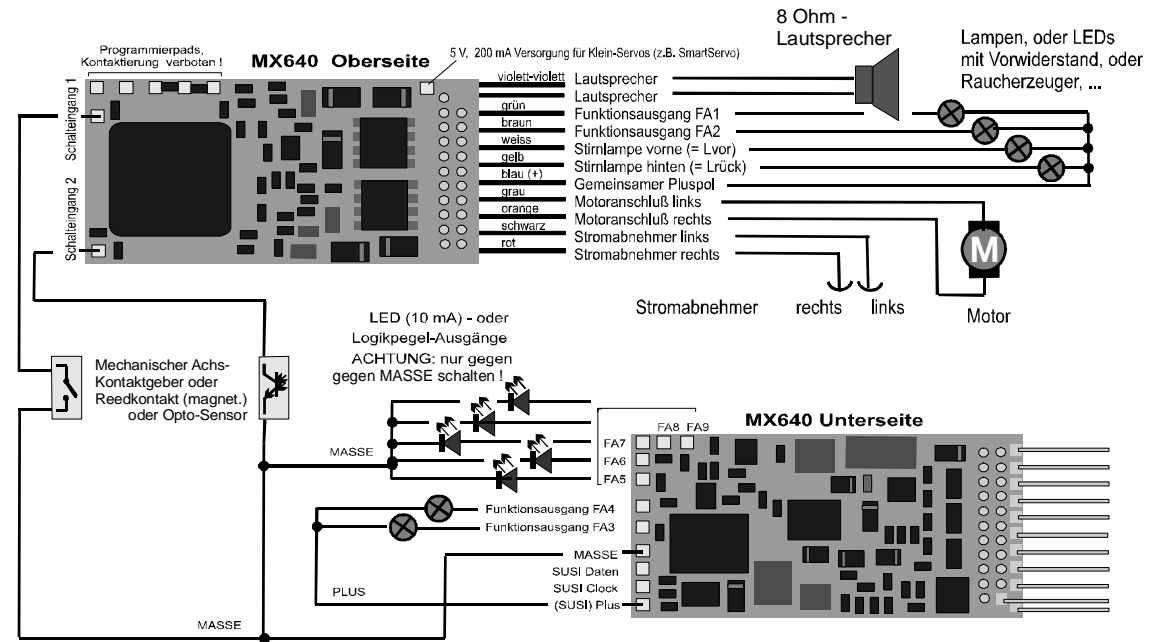 8 Ohm -
Lautsprecher
Lampen, oder LEDs
mit Vorwiderstand, oder
Raucherzeuger, ...
Programmierpads,
Kontaktierung verboten !
MX640 Oberseite
5 V, 200 mA Versorgung für Klein-Servos (z.B. SmartServo)
Schalteingang 1
Schalteingang 2
violett-violett Lautsprecher
Lautsprecher
grün Funktionsausgang FA1
braun Funktionsausgang FA2
weiss Stirnlampe vorne (= Lvor)
gelb Stirnlampe hinten (= Lrück)
blau (+) Gemeinsamer Pluspol
grau Motoranschluß links
orange Motoranschluß rechts
schwarz Stromabnehmer links
rot Stromabnehmer rechts
M
Stromabnehmer rechts links Motor
LED (10 mA) - oder
Logikpegel-Ausgänge
ACHTUNG: nur gegen
gegen MASSE schalten !
Mechanischer Achs-
Kontaktgeber oder
Reedkontakt (magnet.)
oder Opto-Sensor
MX640 Unterseite
FA8 FA9
FA7
FA6
FA5
MASSE
Funktionsausgang FA4
Funktionsausgang FA3
MASSE
SUSI Daten
SUSI Clock
(SUSI) Plus
PLUS
MASSE